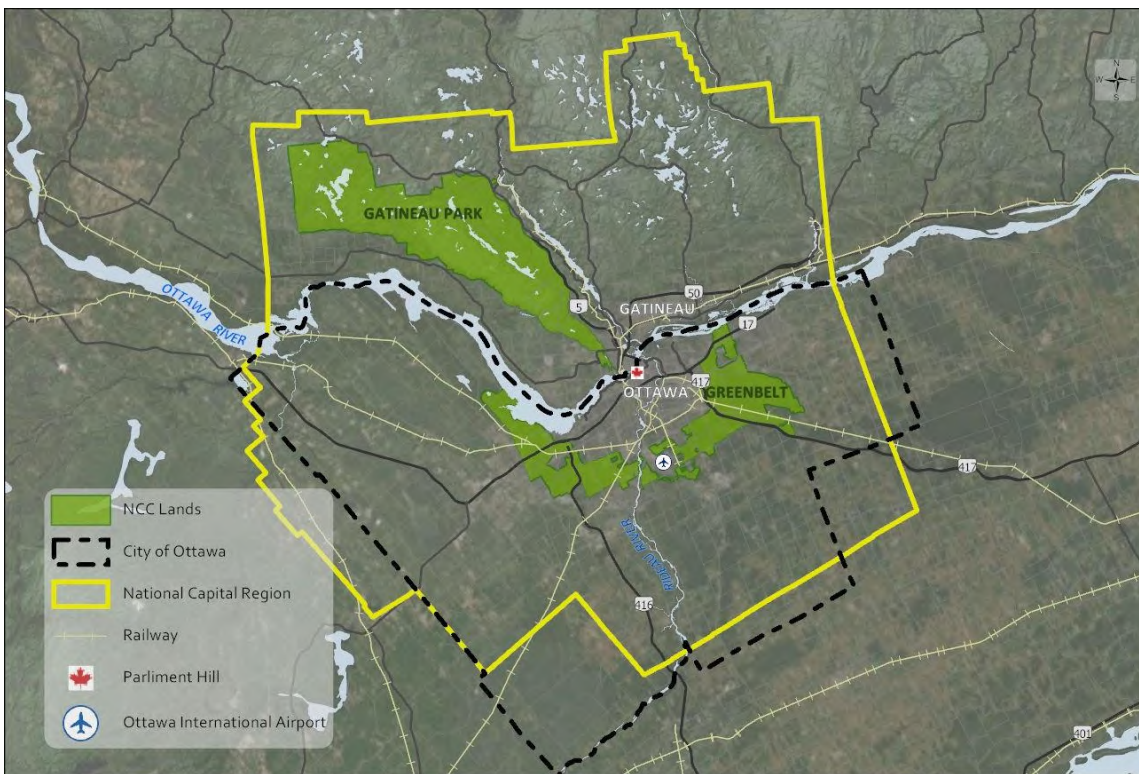 N
W E
S
GATINEAU PARK
OTTAWA RIVER
5
50
GATINEAU
17
417
OTTAWA
GREENBELT
417
RIDEAU RIVER
416
401
NCC Lands
City of Ottawa
National Capital Region
Railway
Parliment Hill
Ottawa International Airport